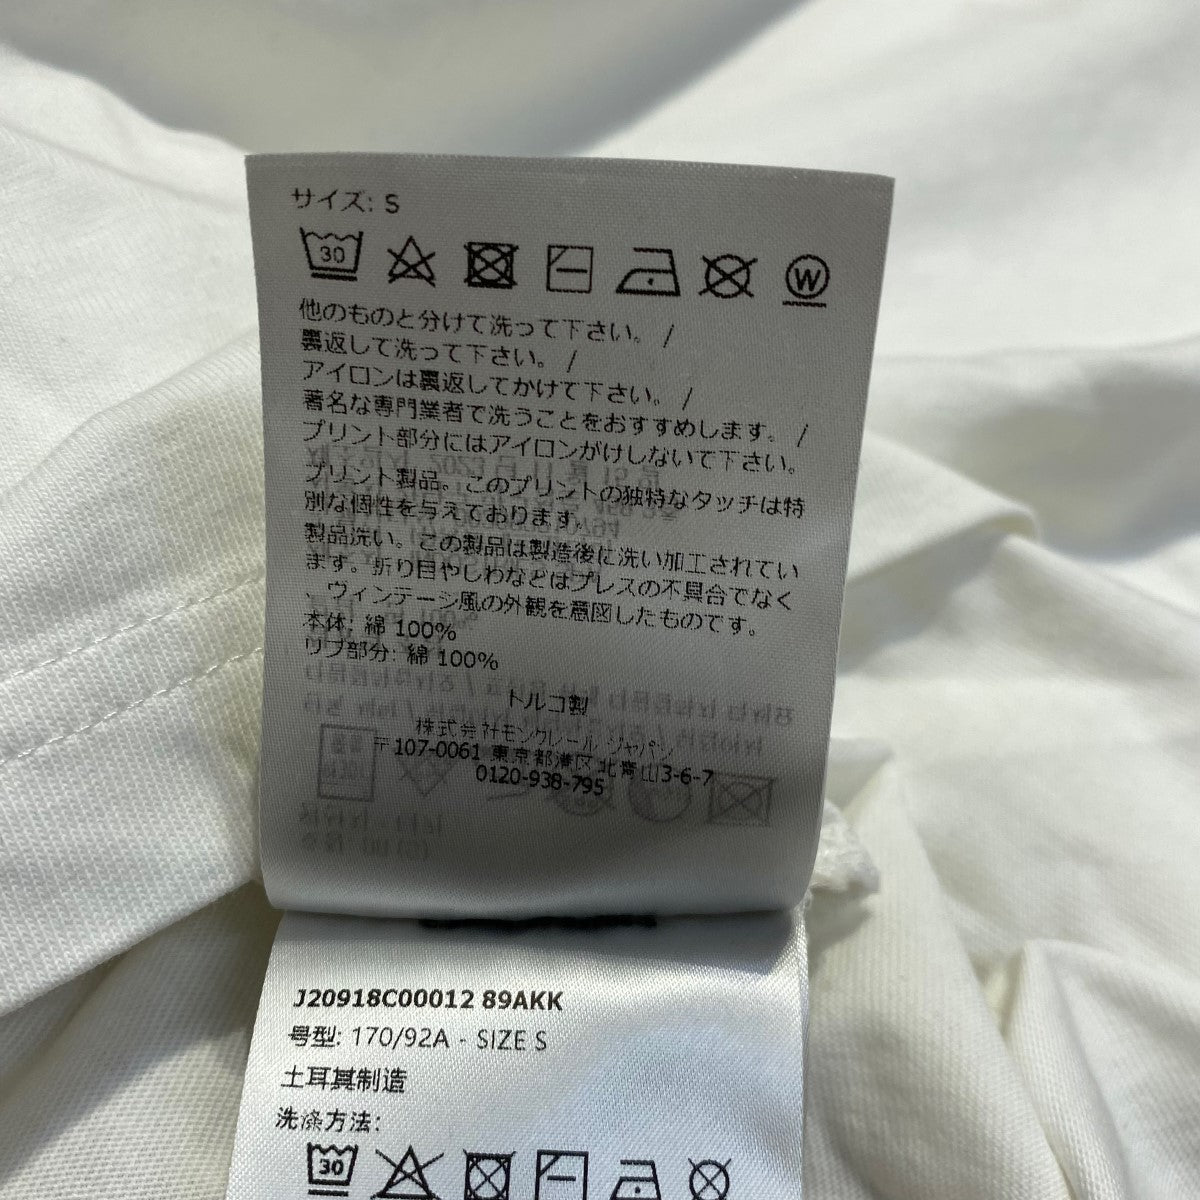 サイズ: S
30
W
他のものと分けて洗って下さい。 /
裏返して洗って下さい。 /
アイロンは裏返してかけて下さい。 /
著名な専門業者で洗うことをおすすめします。 /
プリント部分にはアイロンがけしないで下さい。
プリント製品。このプリントの独特なタッチは特
別な個性を与えております。
製品洗い。この製品は製造後に洗い加工されてい
ます。折り目やしわなどはプレスの不具合でなく
、ヴィンテージ風の外観を意図したものです。
本体: 綿 100%
リブ部分: 綿 100%
トルコ製
株式会社モンクレール ジャパン
〒107-0061 東京都港区北青山3-6-7
0120-938-795
J20918C00012 89AKK
号型: 170/92A - SIZE S
土耳其制造
洗涤方法:
30